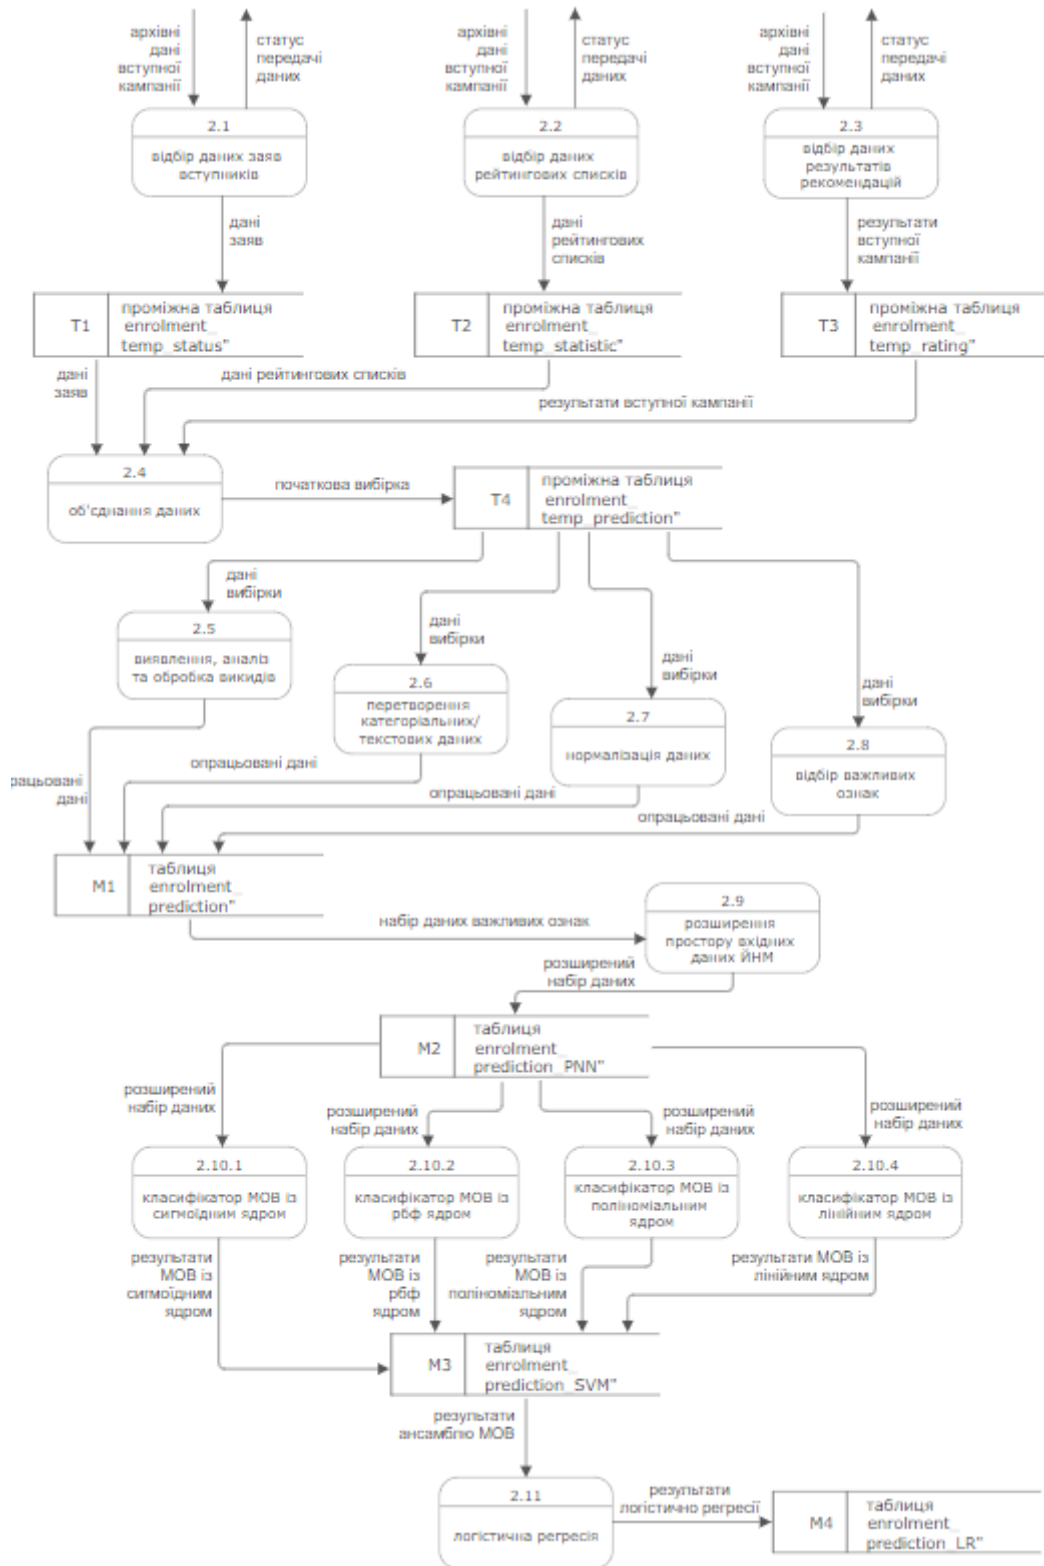 архівні
дані
вступної
кампанії
статус
передачі
даних
архівні
дані
вступної
кампанії
статус
передачі
даних
архівні
дані
вступної
кампанії
статус
передачі
даних
2.1
відбір даних заяв
вступників
2.2
відбір даних
рейтингових списків
2.3
відбір даних
результатів
рекомендацій
дані
заяв
дані
рейтингових
списків
результати
вступної
кампанії
T1
проміжна таблиця
enrolment_
temp_status"
T2
проміжна таблиця
enrolment_
temp_statistic"
T3
проміжна таблиця
enrolment_
temp_rating"
дані
заяв
дані рейтингових списків
результати вступної кампанії
2.4
об'єднання даних
початкова вибірка
T4
проміжна таблиця
enrolment_
temp_prediction"
дані
вибірки
дані
вибірки
дані
вибірки
дані
вибірки
2.5
виявлення, аналіз
та обробка викидів
2.6
перетворення
категоріальних/
текстових даних
2.7
нормалізація даних
2.8
відбір важливих
ознак
рацьовані
дані
опрацьовані дані
опрацьовані дані
опрацьовані дані
M1
таблиця
enrolment_
prediction"
набір даних важливих ознак
2.9
розширення
простору вхідних
даних ЙНМ
розширений
набір даних
M2
таблиця
enrolment_
prediction_PNN"
розширений
набір даних
розширений
набір даних
розширений
набір даних
розширений
набір даних
2.10.1
класифікатор МОВ із
сигмоїдним ядром
2.10.2
класифікатор МОВ із
рбф ядром
2.10.3
класифікатор МОВ із
поліноміальним
ядром
2.10.4
класифікатор МОВ із
лінійним ядром
результати
МОВ із
сигмоїдним
ядром
результати
МОВ із
рбф
ядром
результати
МОВ із
поліноміальним
ядром
результати МОВ із
лінійним ядром
M3
таблиця
enrolment_
prediction_SVM"
результати
ансамблю МОВ
2.11
логістична регресія
результати
логістично регресії
M4
таблиця
enrolment_
prediction_LR"